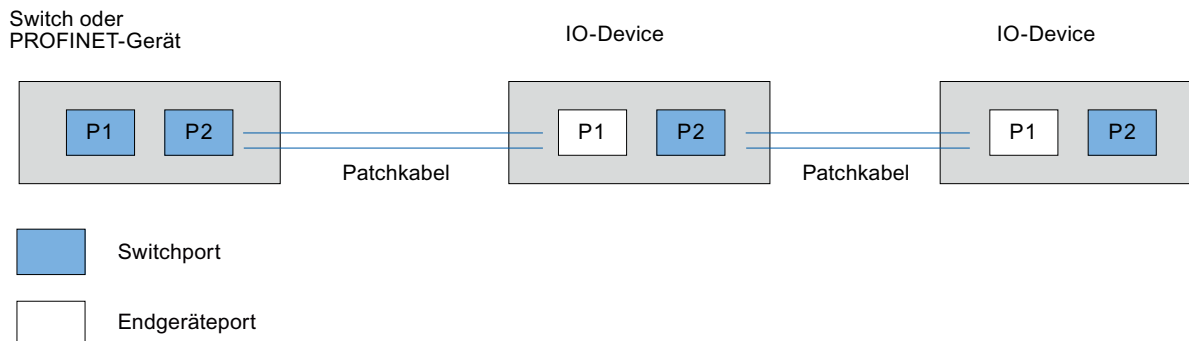 Switch oder
PROFINET-Gerät
IO-Device
IO-Device
P1
P2
P1
P2
P1
P2
Patchkabel
Patchkabel
Switchport
Endgeräteport